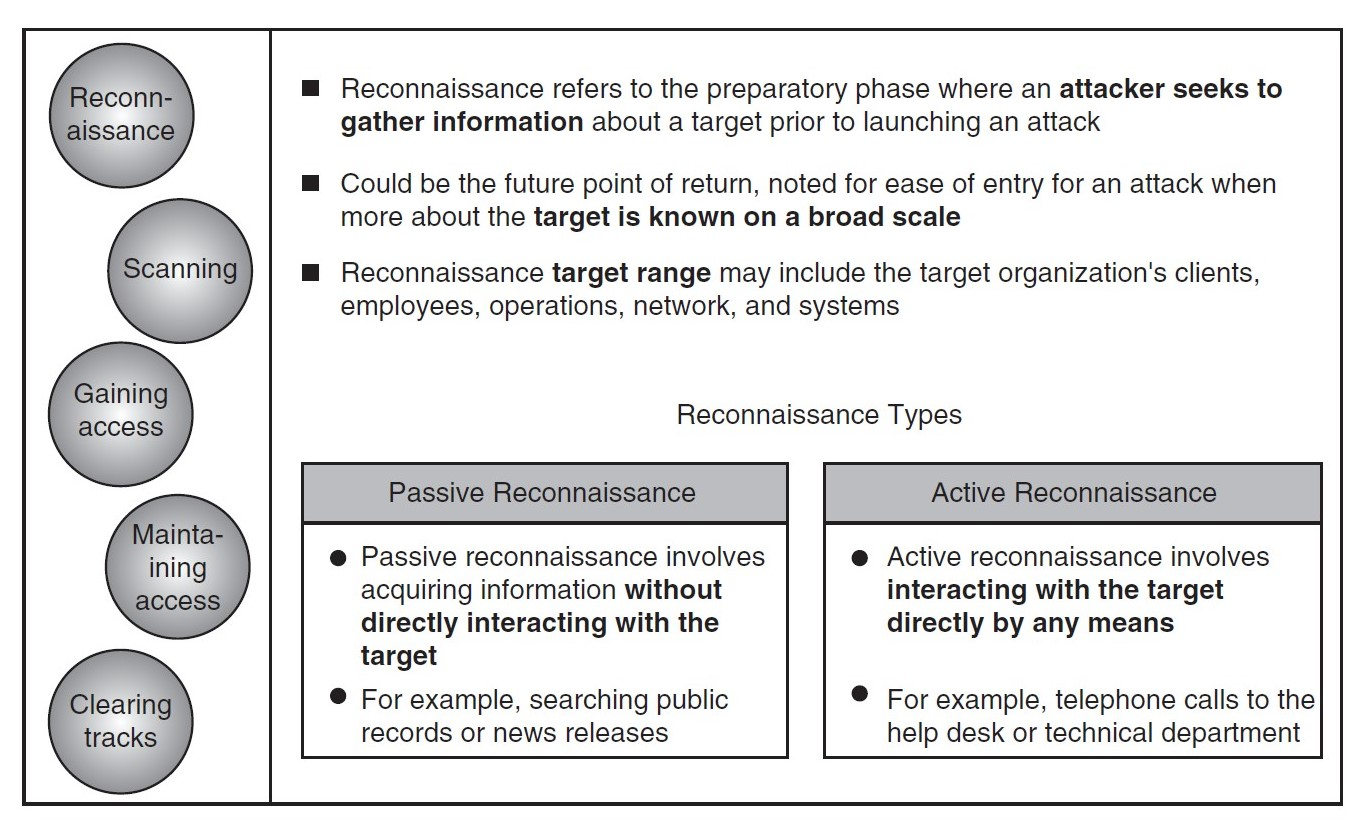 Reconn-
aissance
Scanning
Gaining
access
Mainta-
ining
access
Clearing
tracks
Reconnaissance refers to the preparatory phase where an attacker seeks to
gather information about a target prior to launching an attack
Could be the future point of return, noted for ease of entry for an attack when
more about the target is known on a broad scale
Reconnaissance target range may include the target organization's clients,
employees, operations, network, and systems
Reconnaissance Types
Passive Reconnaissance
Passive reconnaissance involves
acquiring information without
directly interacting with the
target
For example, searching public
records or news releases
Active Reconnaissance
Active reconnaissance involves
interacting with the target
directly by any means
For example, telephone calls to the
help desk or technical department